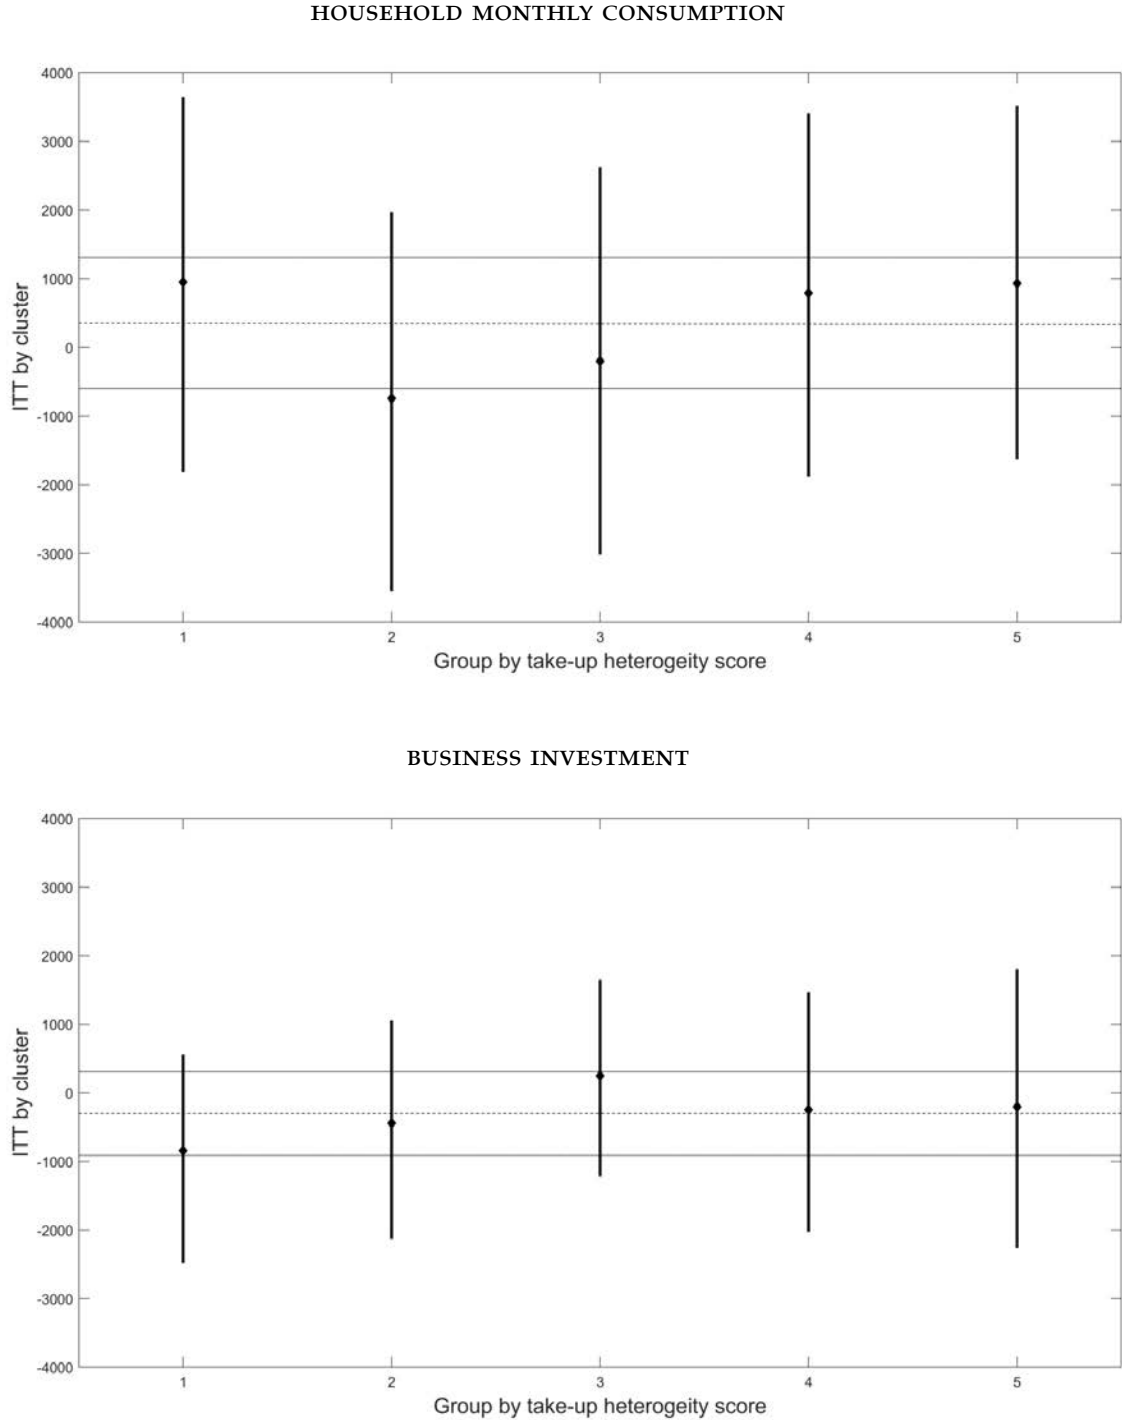 HOUSEHOLD MONTHLY CONSUMPTION
4000
3000
2000
1000
0
-1000
-2000
-3000
-4000
ITT by cluster
1 2 3 4 5
Group by take-up heterogeity score
BUSINESS INVESTMENT
4000
3000
2000
1000
0
-1000
-2000
-3000
-4000
ITT by cluster
1 2 3 4 5
Group by take-up heterogeity score